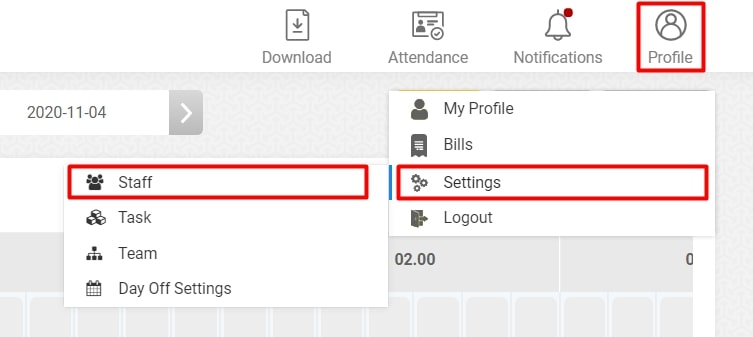 Download
Attendance
Notifications
Profile
2020-11-04
My Profile
Bills
Settings
Logout
Staff
Task
Team
Day Off Settings
02.00
0